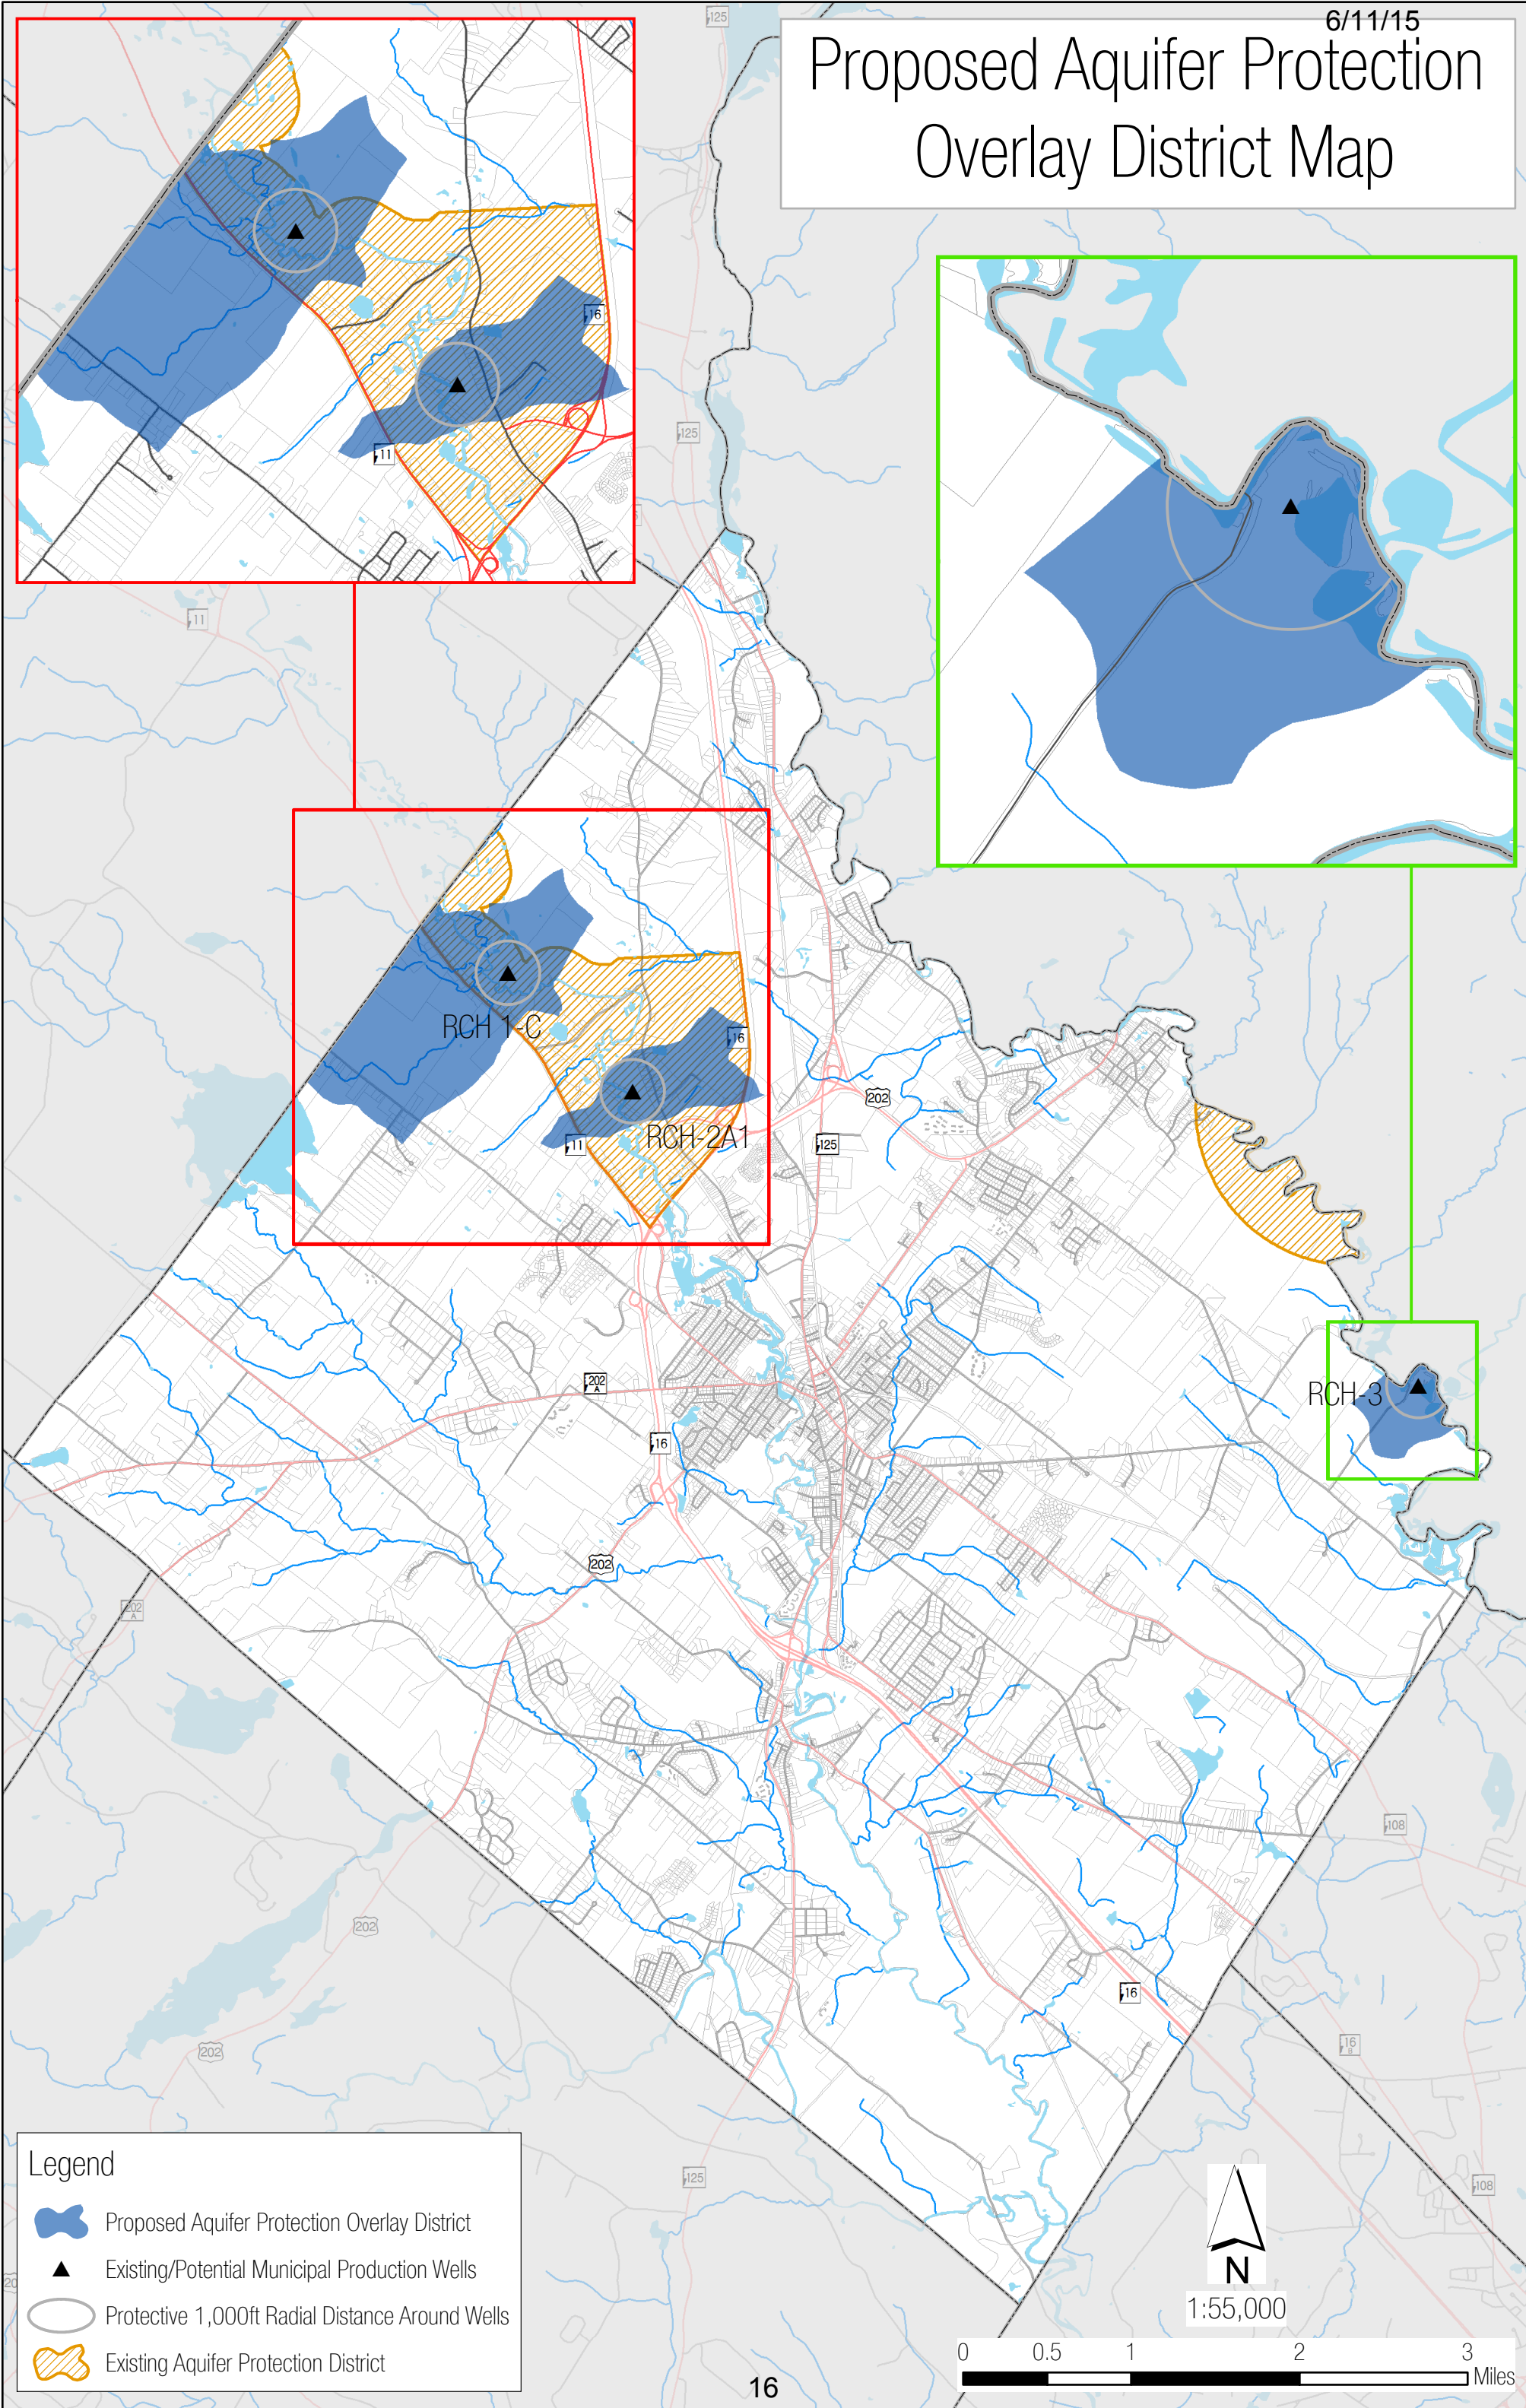 6/11/15
Proposed Aquifer Protection
Overlay District Map
125
16
11
125
11
RCH 1-C
16
202
RCH-2A1
11
125
202
A
RCH-3
16
202
202
A
108
202
16
202
16
B
125
108
Legend
Proposed Aquifer Protection Overlay District
Existing/Potential Municipal Production Wells
Protective 1,000ft Radial Distance Around Wells
Existing Aquifer Protection District
N
1:55,000
0 0.5 1 2 3
Miles
16